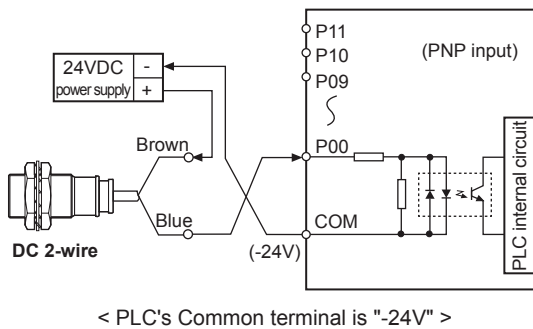 P11
P10
P09
(PNP input)
24VDC
power supply
-
+
Brown
P00
Blue
COM
(-24V)
DC 2-wire
PLC internal circuit
< PLC's Common terminal is "-24V" >